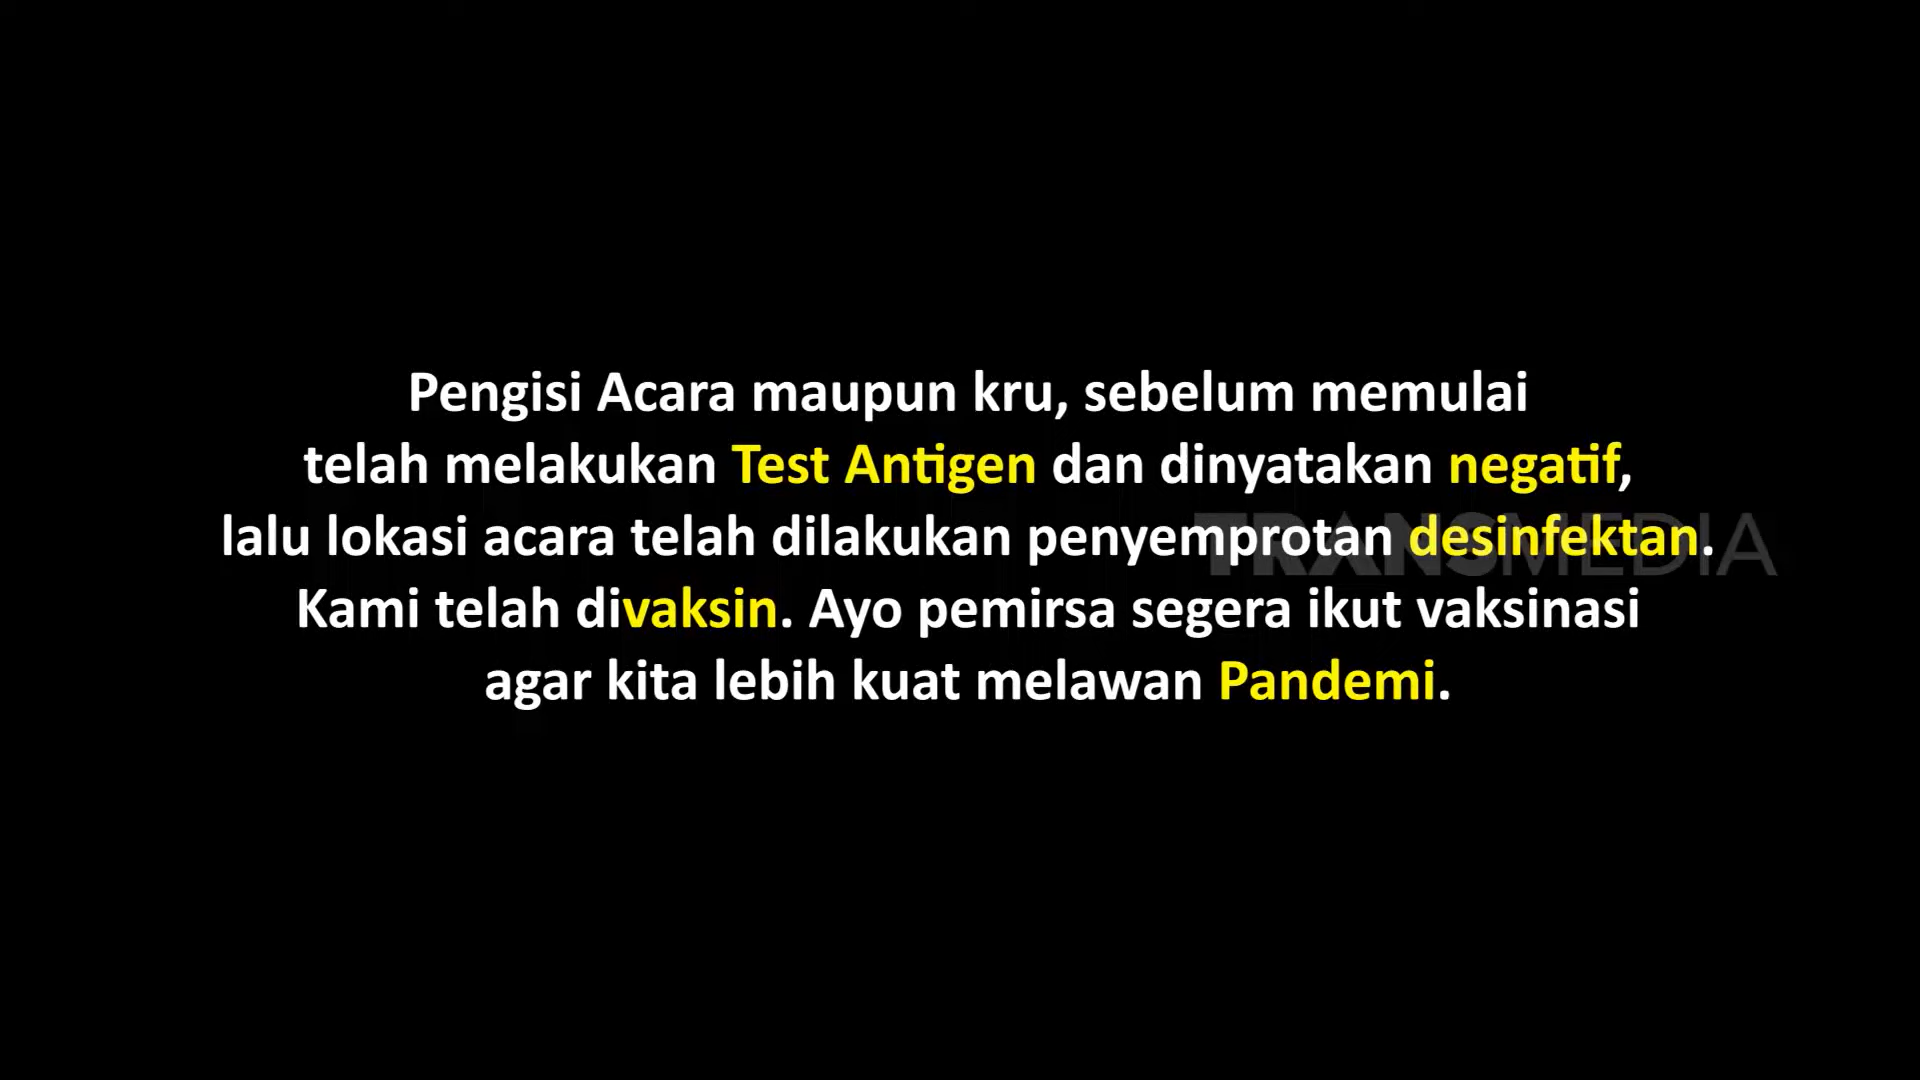 Pengisi Acara maupun kru, sebelum memulai
telah melakukan Test Antigen dan dinyatakan negatif,
lalu lokasi acara telah dilakukan penyemprotan desinfektan.
TRANSMEDIA
Kami telah divaksin. Ayo pemirsa segera ikut vaksinasi
agar kita lebih kuat melawan Pandemi.